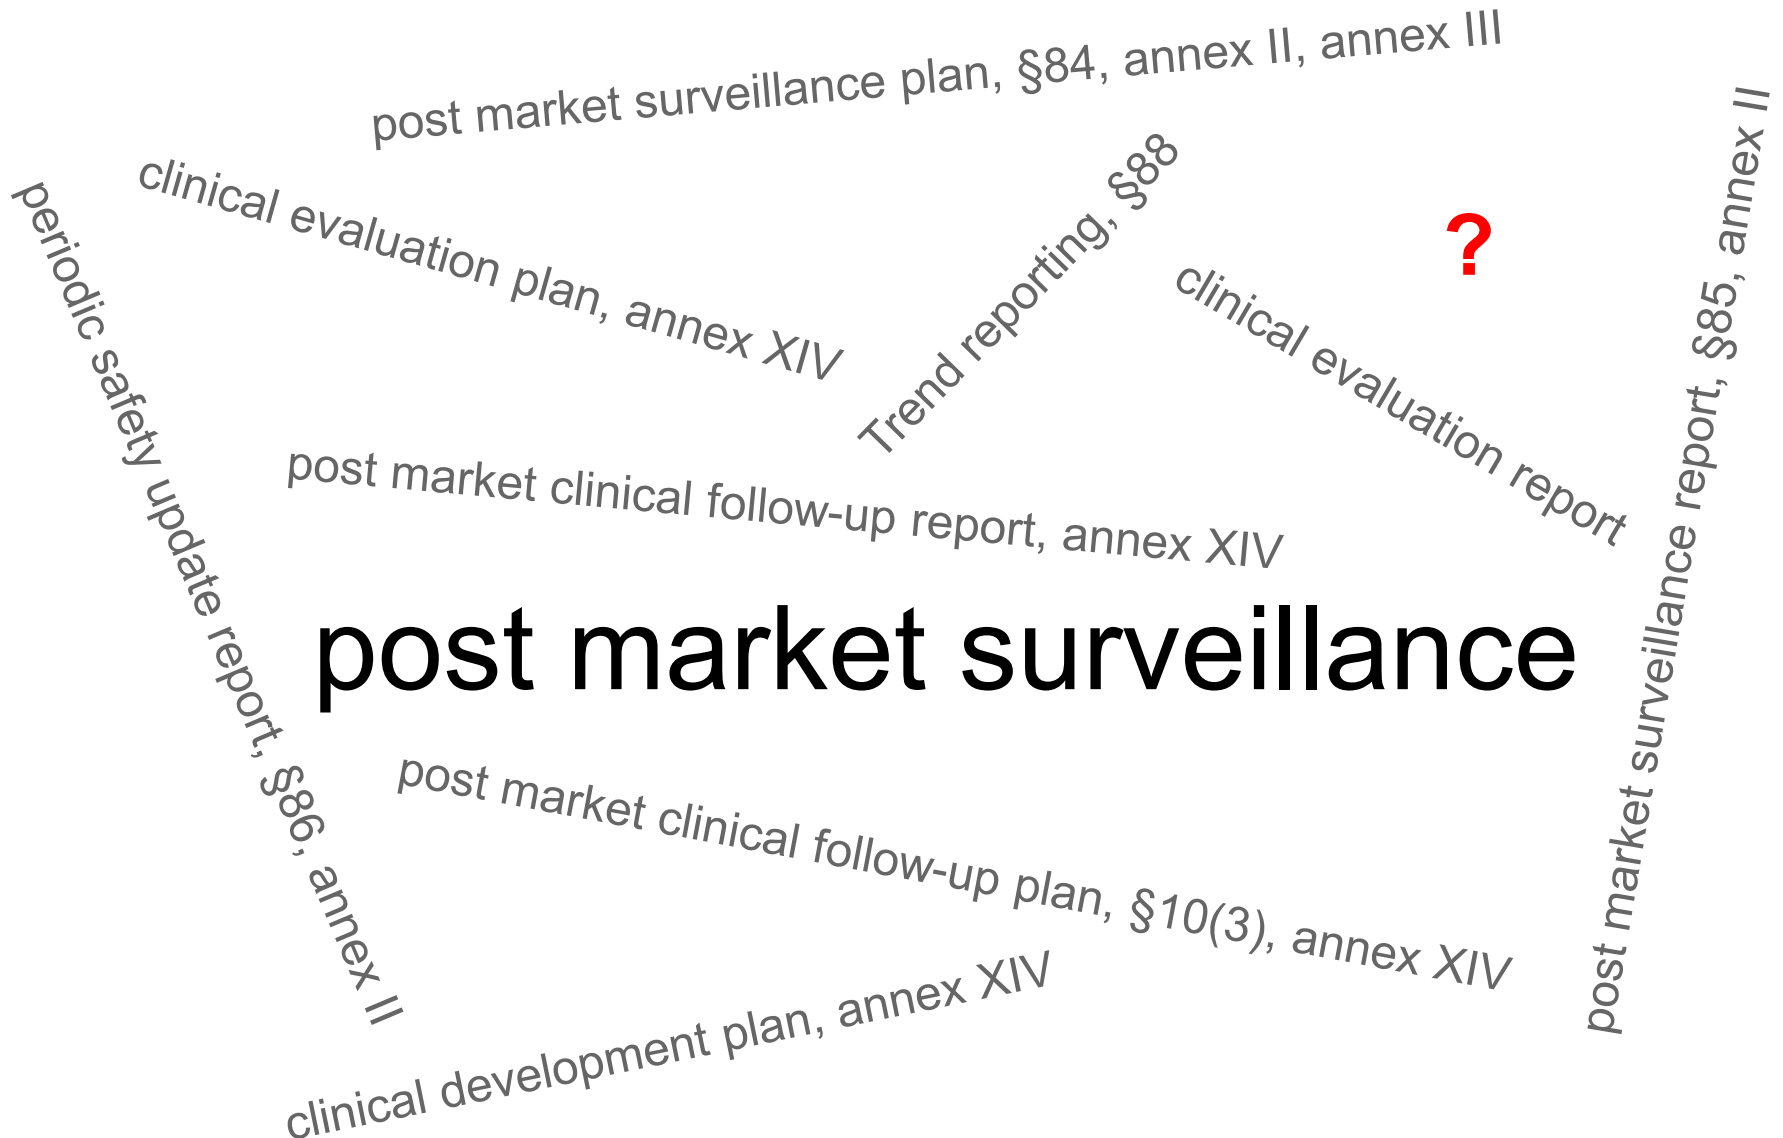 post market surveillance plan, §84, annex II, annex III
clinical evaluation plan, annex XIV
periodic safety update report, §86, annex II
Trend reporting, §88
?
clinical evaluation report
post market surveillance report, §85, annex II
post market clinical follow-up report, annex XIV
post market surveillance
post market clinical follow-up plan, §10(3), annex XIV
clinical development plan, annex XIV